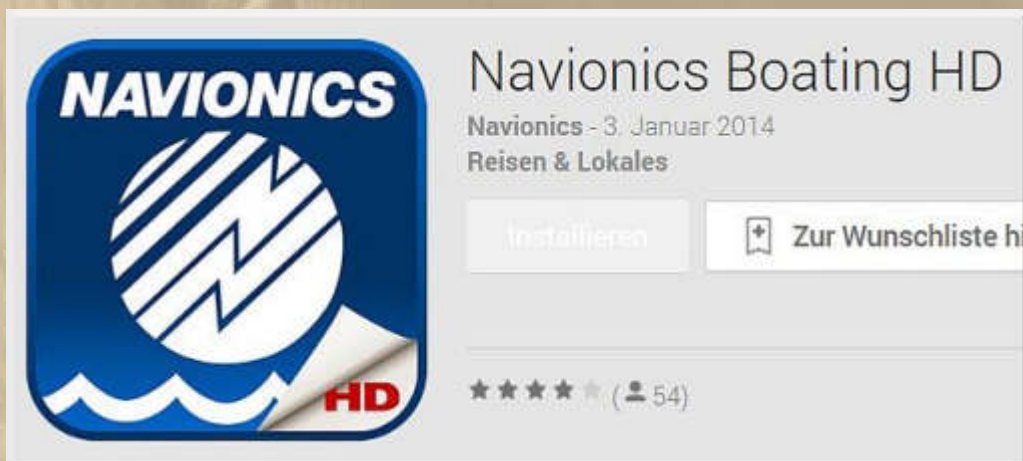 NAVIONICS
HD
Navionics Boating HD
Navionics - 3. Januar 2014
Reisen & Lokales
Installieren
Zur Wunschliste hi
(54)